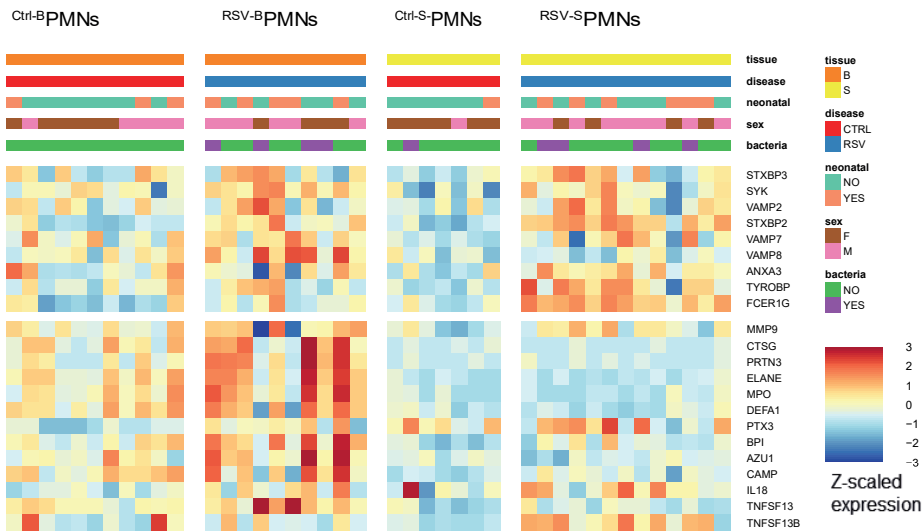 Ctrl-BPMNs RSV-BPMNs Ctrl-S-PMNs RSV-SPMNs
tissue
disease
neonatal
sex
bacteria
STXBP3
SYK
VAMP2
STXBP2
VAMP7
VAMP8
ANXA3
TYROBP
FCER1G
MMP9
CTSG
PRTN3
ELANE
MPO
DEFA1
PTX3
BPI
AZU1
CAMP
IL18
TNFSF13
TNFSF13B
tissue
B
S
disease
CTRL
RSV
neonatal
NO
YES
sex
F
M
bacteria
NO
YES
3
2
1
0
−1
−2
−3
Z-scaled
expression